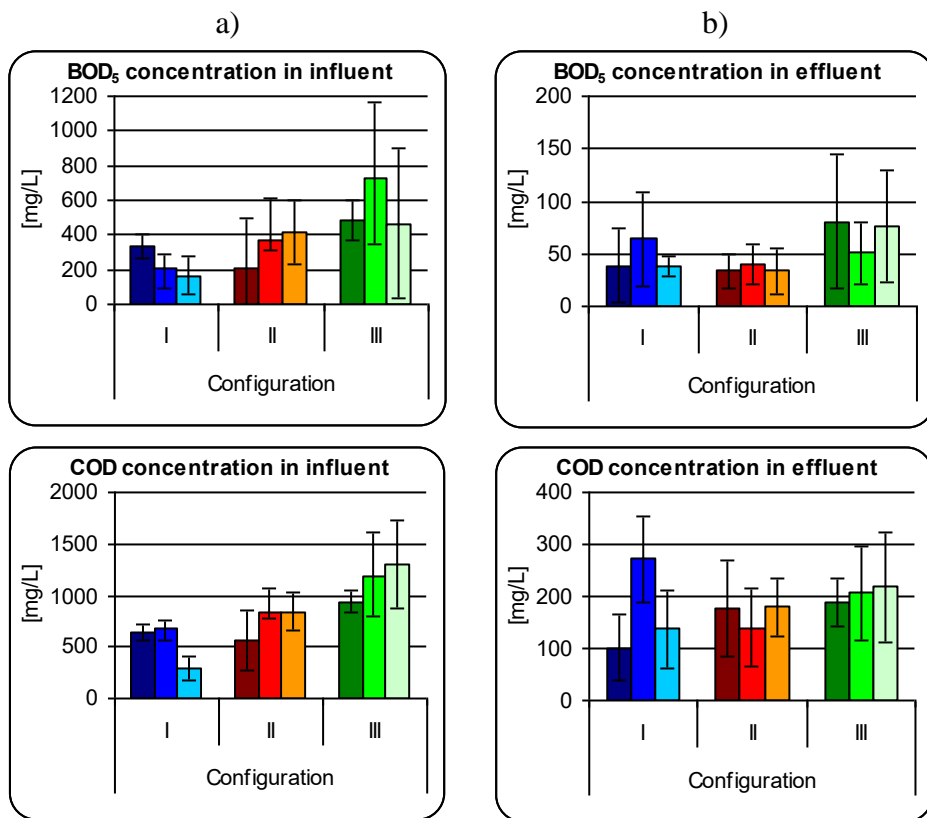 a)
b)
BOD₅ concentration in influent
1200
1000
800
600
400
200
0
[mg/L]
I II III
Configuration
BOD₅ concentration in effluent
200
150
100
50
0
[mg/L]
I II III
Configuration
COD concentration in influent
2000
1500
1000
500
0
[mg/L]
I II III
Configuration
COD concentration in effluent
400
300
200
100
0
[mg/L]
I II III
Configuration